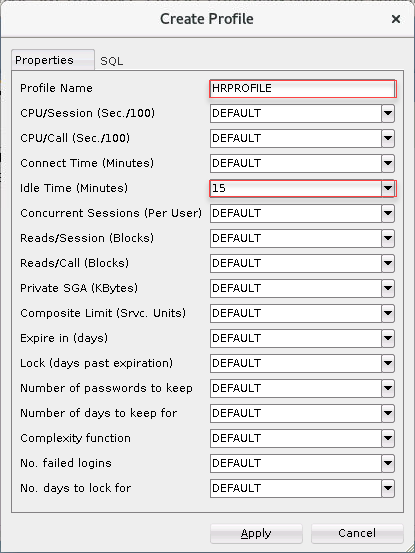 Create Profile
Properties SQL
Profile Name HRPROFILE
CPU/Session (Sec./100) DEFAULT
CPU/Call (Sec./100) DEFAULT
Connect Time (Minutes) DEFAULT
Idle Time (Minutes) 15
Concurrent Sessions (Per User) DEFAULT
Reads/Session (Blocks) DEFAULT
Reads/Call (Blocks) DEFAULT
Private SGA (KBytes) DEFAULT
Composite Limit (Srvc. Units) DEFAULT
Expire in (days) DEFAULT
Lock (days past expiration) DEFAULT
Number of passwords to keep DEFAULT
Number of days to keep for DEFAULT
Complexity function DEFAULT
No. failed logins DEFAULT
No. days to lock for DEFAULT
Apply Cancel